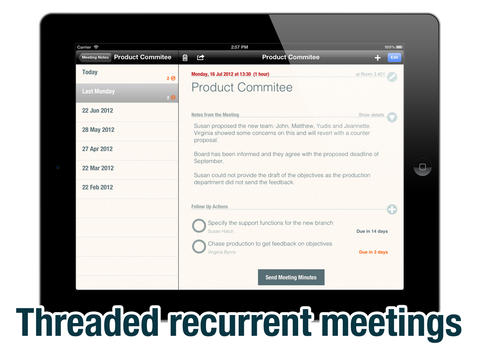 Carrier 2:57 PM
Meeting Notes Product Commitee Product Commitee + Edit
Today
2
Last Monday
2
22 Jun 2012
28 May 2012
27 Apr 2012
22 Mar 2012
22 Feb 2012
Monday, 16 Jul 2012 at 13:30 (1 hour) at Room 3.401
Product Commitee
Notes from the Meeting Show details
Susan proposed the new team: John, Matthew, Yudis and Jeannette.
Virginia showed some concerns on this and will revert with a counter
proposal.
Board has been informed and they agree with the proposed deadline of
September.
Susan could not provide the draft of the objectives as the production
department did not send the feedback.
Follow Up Actions
Specify the support functions for the new branch
Susan Hatch Due in 14 days
Chase production to get feedback on objectives
Virginia Byrns Due in 3 days
Send Meeting Minutes
Threaded recurrent meetings